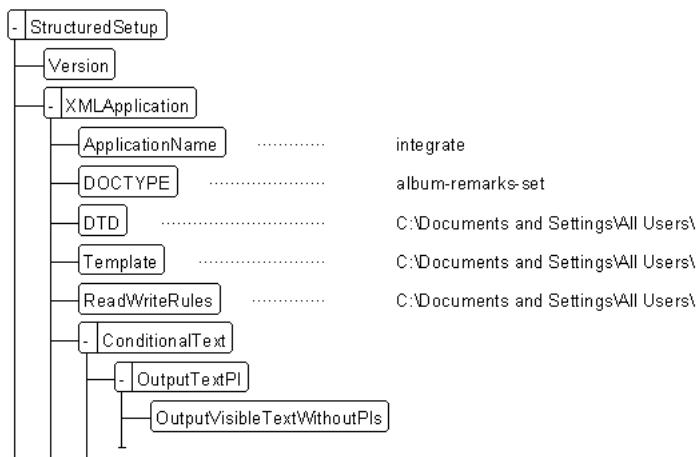 - StructuredSetup
Version
- XMLApplication
ApplicationName ............. integrate
DOCTYPE ...................... album-remarks-set
DTD ............................... C:\Documents and Settings\All Users\
Template ........................ C:\Documents and Settings\All Users\
ReadWriteRules .............. C:\Documents and Settings\All Users\
- ConditionalText
- OutputTextPI
OutputVisibleTextWithoutPIs